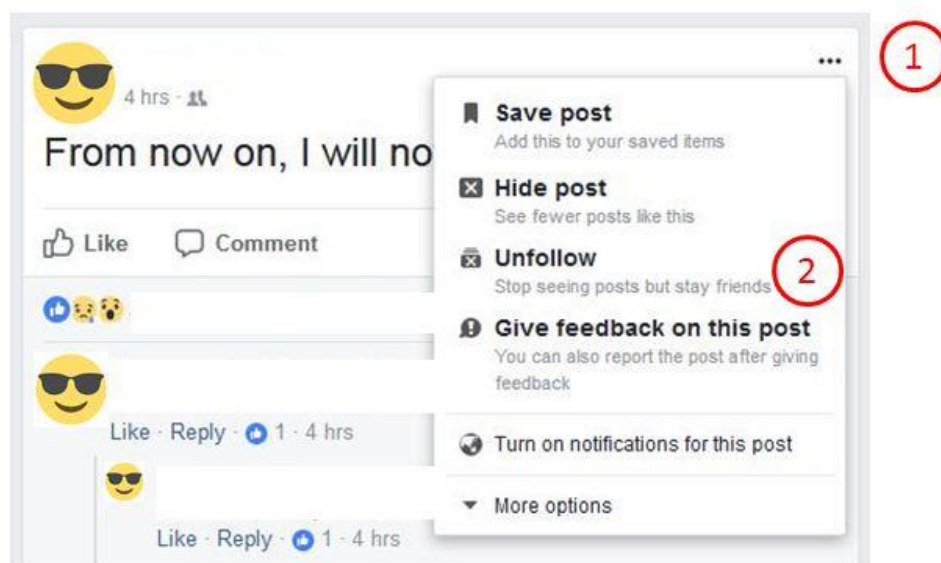 1
4 hrs ·
From now on, I will no
Like Comment
Save post
Add this to your saved items
Hide post
See fewer posts like this
Unfollow
Stop seeing posts but stay friends
2
Give feedback on this post
You can also report the post after giving
feedback
Turn on notifications for this post
More options
Like · Reply · 1 · 4 hrs
Like · Reply · 1 · 4 hrs